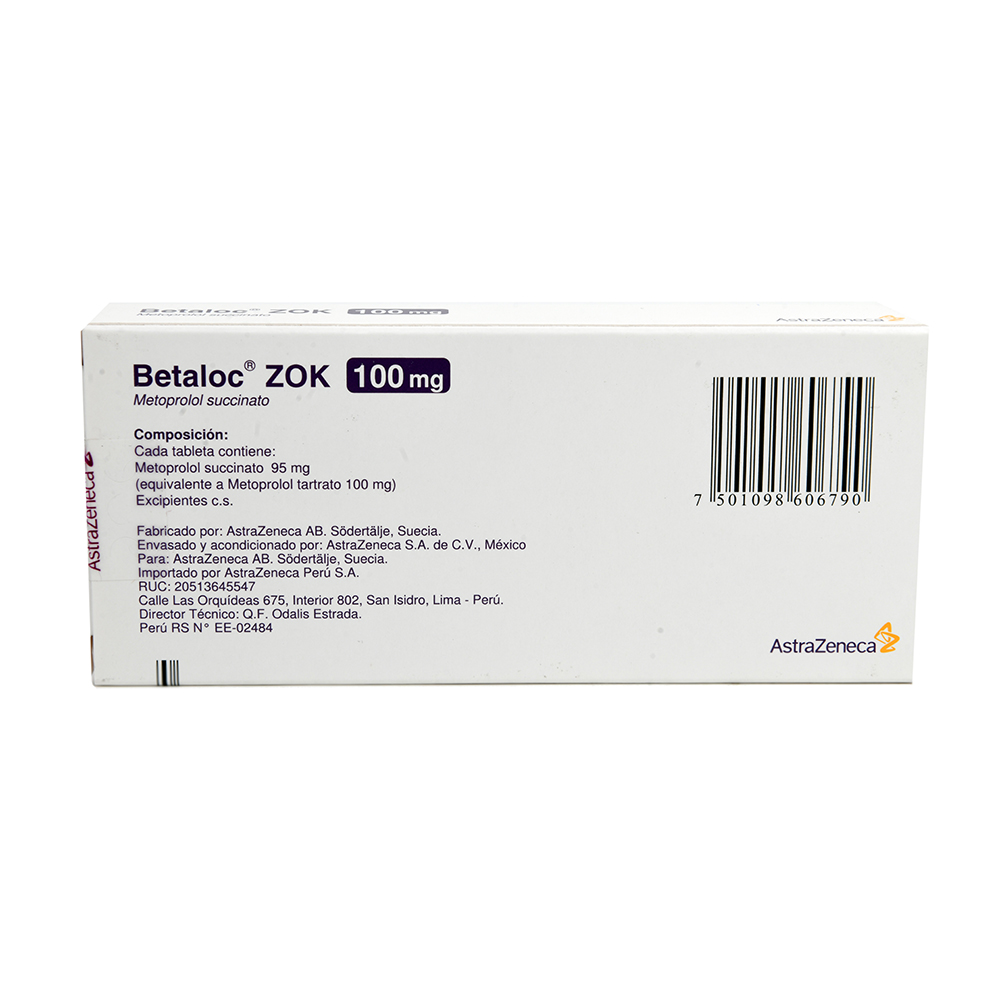 Betaloc® ZOK 100 mg
Metoprolol succinato
AstraZeneca
Betaloc® ZOK 100 mg
Metoprolol succinato
Composición:
Cada tableta contiene:
Metoprolol succinato 95 mg
(equivalente a Metoprolol tartrato 100 mg)
Excipientes c.s.
Fabricado por: AstraZeneca AB. Södertälje, Suecia.
Envasado y acondicionado por: AstraZeneca S.A. de C.V., México
Para: AstraZeneca AB. Södertälje, Suecia.
Importado por AstraZeneca Perú S.A.
RUC: 20513645547
Calle Las Orquídeas 675, Interior 802, San Isidro, Lima - Perú.
Director Técnico: Q.F. Odalis Estrada.
Perú RS N° EE-02484
7 501098 606790
AstraZeneca
AstraZeneca